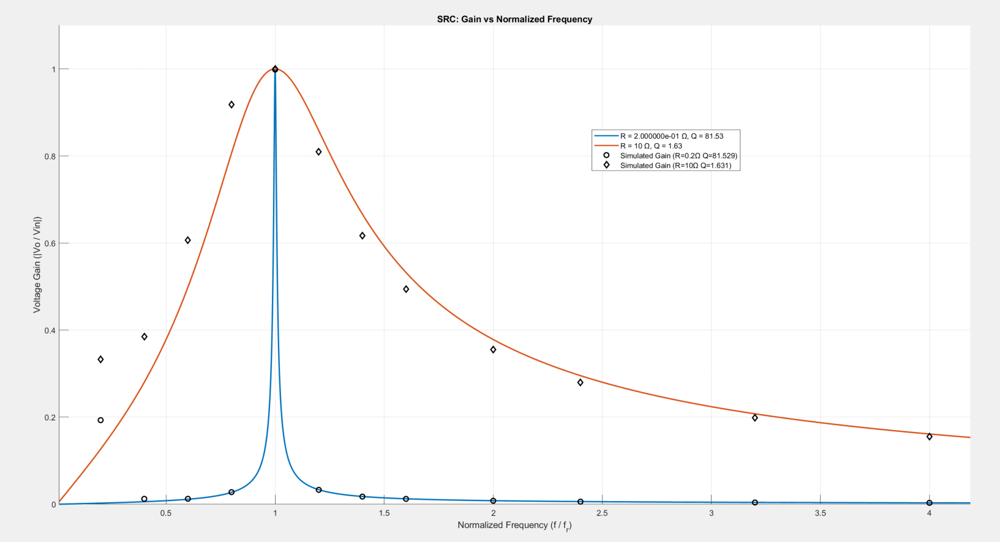 SRC: Gain vs Normalized Frequency
Voltage Gain (|Vo / Vin|)
1
0.8
0.6
0.4
0.2
0
R = 2.000000e-01 Ω, Q = 81.53
R = 10 Ω, Q = 1.63
Simulated Gain (R=0.2Ω Q=81.529)
Simulated Gain (R=10Ω Q=1.631)
0.5 1 1.5 2 2.5 3 3.5 4
Normalized Frequency (f / fr)